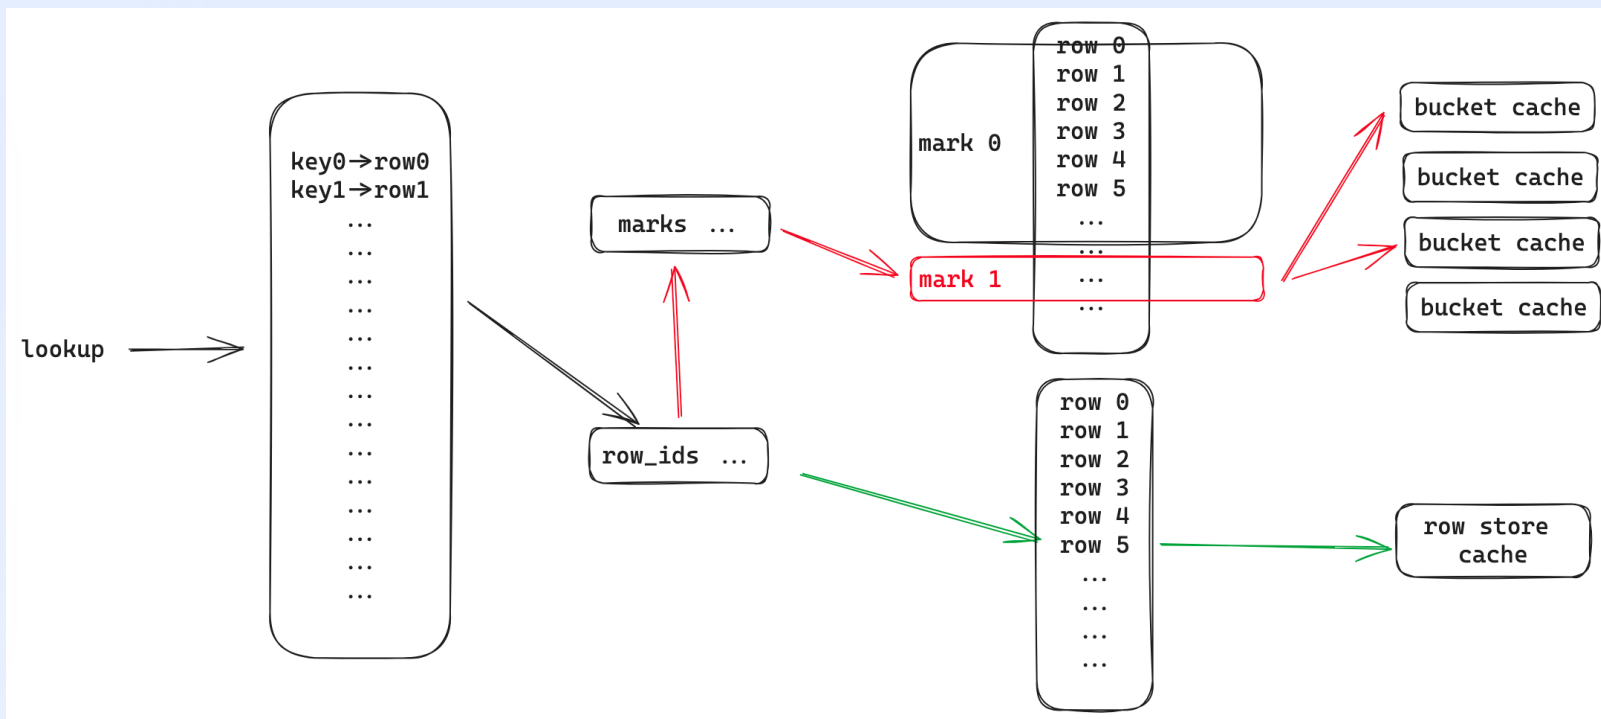 lookup
key0->row0
key1->row1
...
...
...
...
...
...
...
...
...
...
...
...
...
...
marks ...
row_ids ...
mark 0
row 0
row 1
row 2
row 3
row 4
row 5
...
...
mark 1
...
...
row 0
row 1
row 2
row 3
row 4
row 5
...
...
...
...
bucket cache
bucket cache
bucket cache
bucket cache
row store
cache